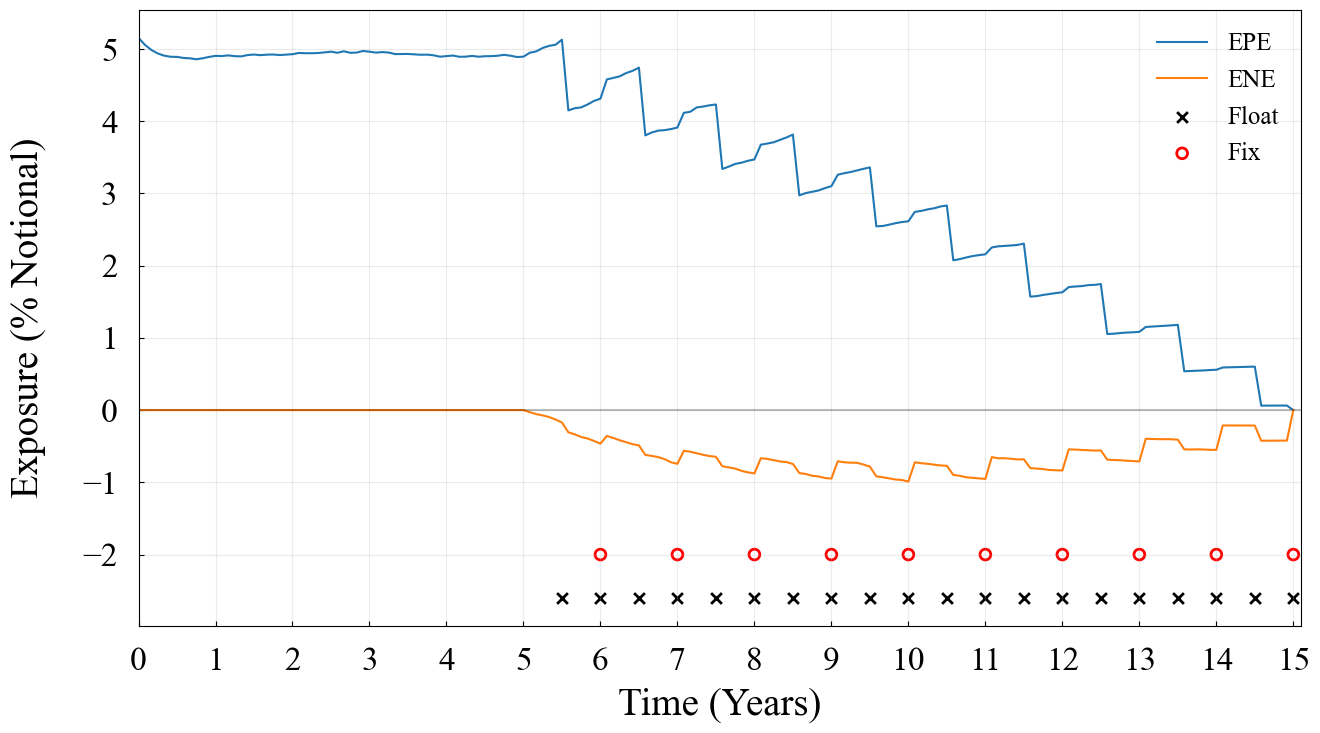 Exposure (% Notional)
5
4
3
2
1
0
−1
−2
EPE
ENE
Float
Fix
0 1 2 3 4 5 6 7 8 9 10 11 12 13 14 15
Time (Years)